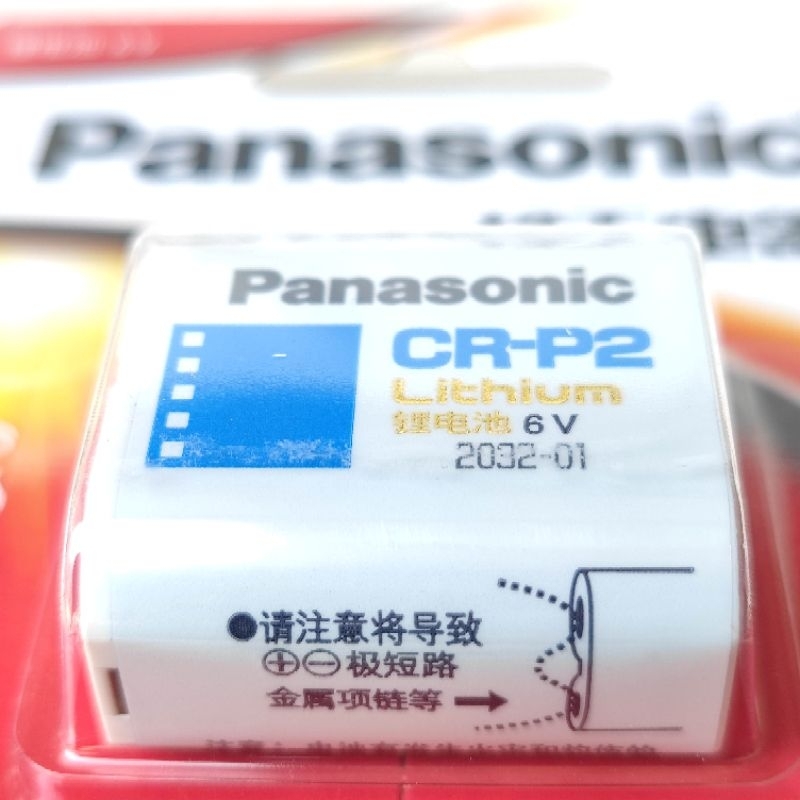 Panasonic
Panasonic
CR-P2
Lithium
锂电池 6V
2032-01
●请注意将导致
⊕⊖极短路
金属项链等